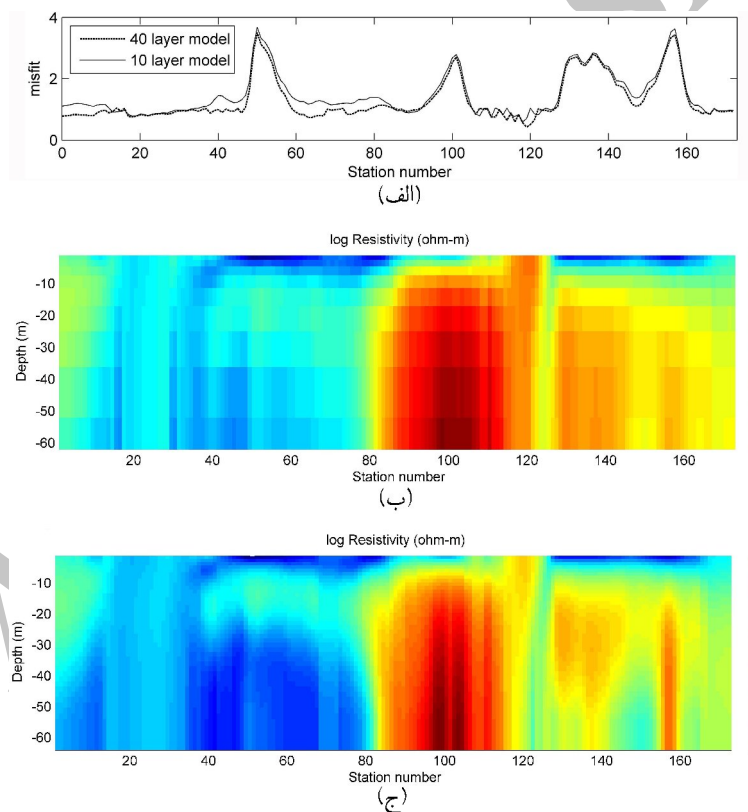 4
2
0
misfit
40 layer model
10 layer model
0 20 40 60 80 100 120 140 160
Station number
(الف)
log Resistivity (ohm-m)
-10
-20
-30
-40
-50
-60
Depth (m)
20 40 60 80 100 120 140 160
Station number
(ب)
log Resistivity (ohm-m)
-10
-20
-30
-40
-50
-60
Depth (m)
20 40 60 80 100 120 140 160
Station number
(ج)